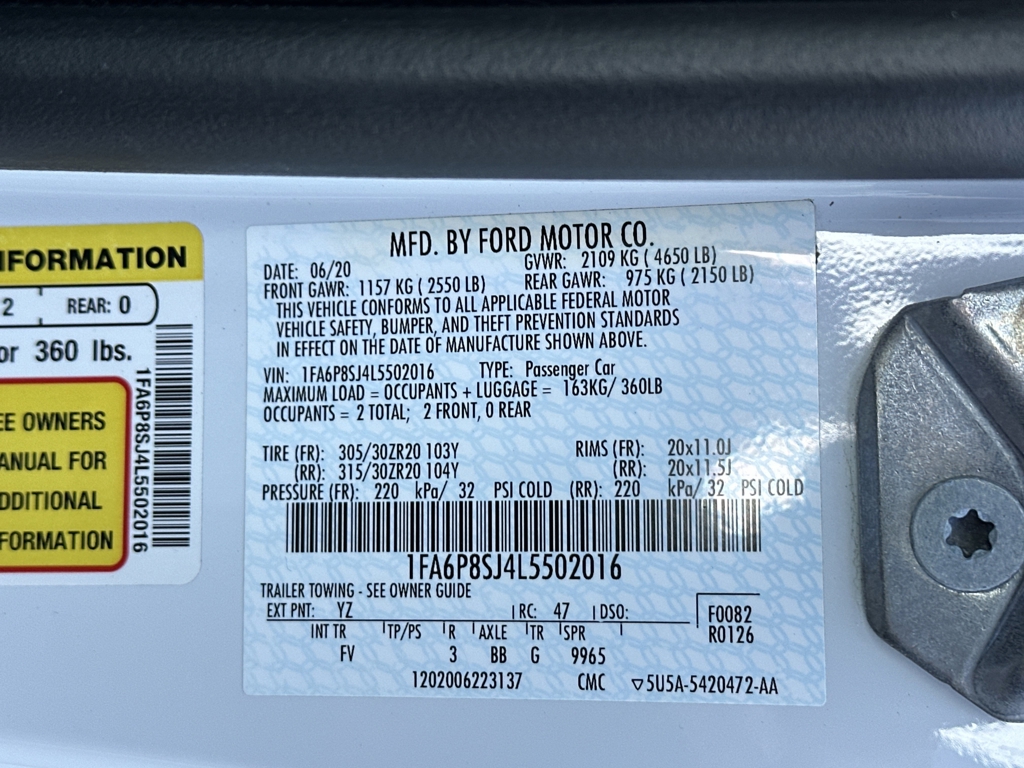 NFORMATION
2 REAR: 0
or 360 lbs.
EE OWNERS
ANUAL FOR
DDITIONAL
FORMATION
1FA6P8SJ4L5502016
MFD. BY FORD MOTOR CO.
DATE: 06/20 GVWR: 2109 KG ( 4650 LB)
FRONT GAWR: 1157 KG ( 2550 LB) REAR GAWR: 975 KG ( 2150 LB)
THIS VEHICLE CONFORMS TO ALL APPLICABLE FEDERAL MOTOR
VEHICLE SAFETY, BUMPER, AND THEFT PREVENTION STANDARDS
IN EFFECT ON THE DATE OF MANUFACTURE SHOWN ABOVE.
VIN: 1FA6P8SJ4L5502016 TYPE: Passenger Car
MAXIMUM LOAD = OCCUPANTS + LUGGAGE = 163KG/ 360LB
OCCUPANTS = 2 TOTAL; 2 FRONT, 0 REAR
TIRE (FR): 305/30ZR20 103Y RIMS (FR): 20x11.0J
(RR): 315/30ZR20 104Y (RR): 20x11.5J
PRESSURE (FR): 220 kPa/ 32 PSI COLD (RR): 220 kPa/ 32 PSI COLD
1FA6P8SJ4L5502016
TRAILER TOWING - SEE OWNER GUIDE
EXT PNT: YZ RC: 47 DSO: F0082
INT TR TP/PS R AXLE TR SPR R0126
FV 3 BB G 9965
1202006223137 CMC ▽5U5A-5420472-AA